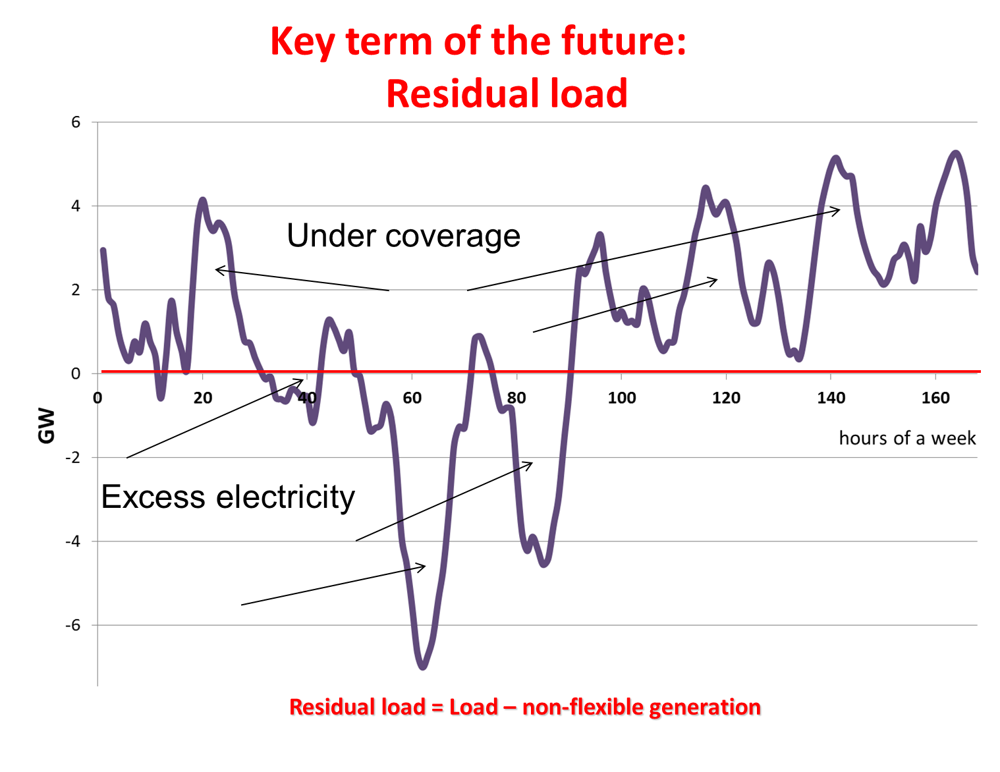 Key term of the future:
Residual load
6
4
2
0
-2
-4
-6
GW
0 20 40 60 80 100 120 140 160
hours of a week
Under coverage
Excess electricity
Residual load = Load – non-flexible generation